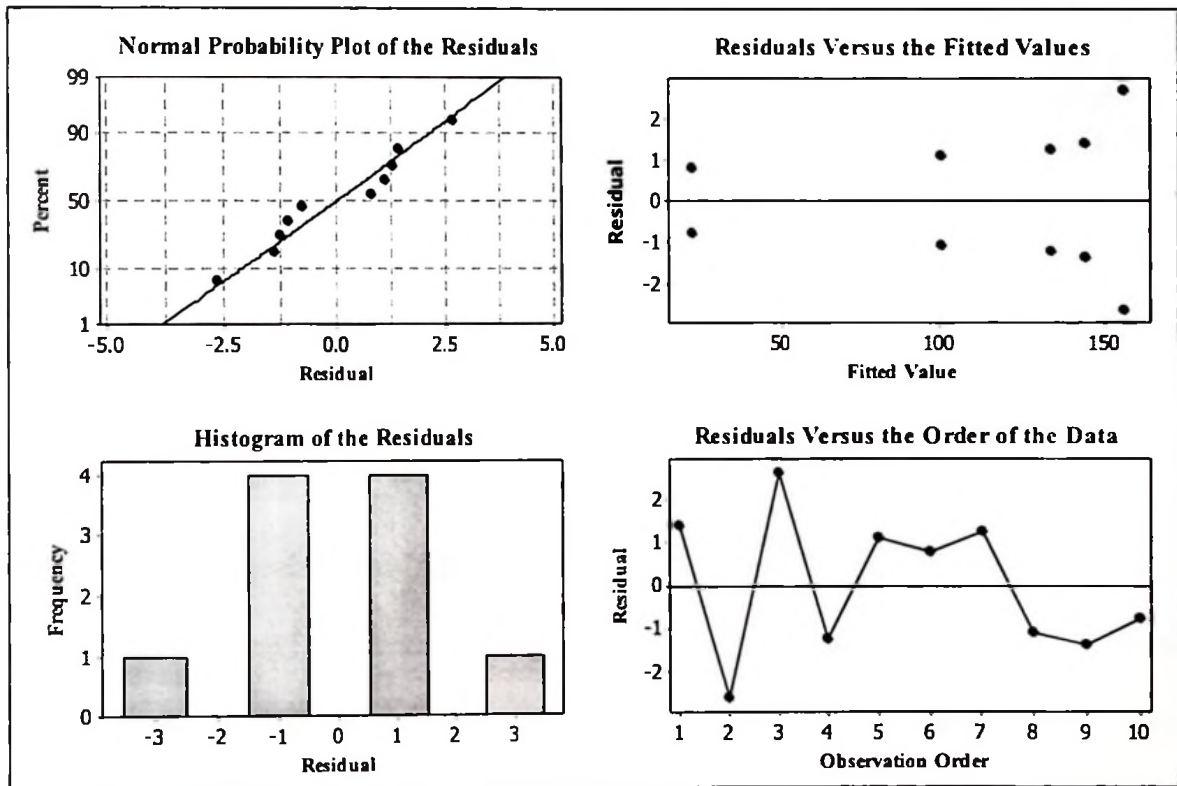 Normal Probability Plot of the Residuals
99
90
50
10
1
Percent
-5.0 -2.5 0.0 2.5 5.0
Residual
Residuals Versus the Fitted Values
2
1
0
-1
-2
Residual
50 100 150
Fitted Value
Histogram of the Residuals
4
3
2
1
0
Frequency
-3 -2 -1 0 1 2 3
Residual
Residuals Versus the Order of the Data
2
1
0
-1
-2
Residual
1 2 3 4 5 6 7 8 9 10
Observation Order